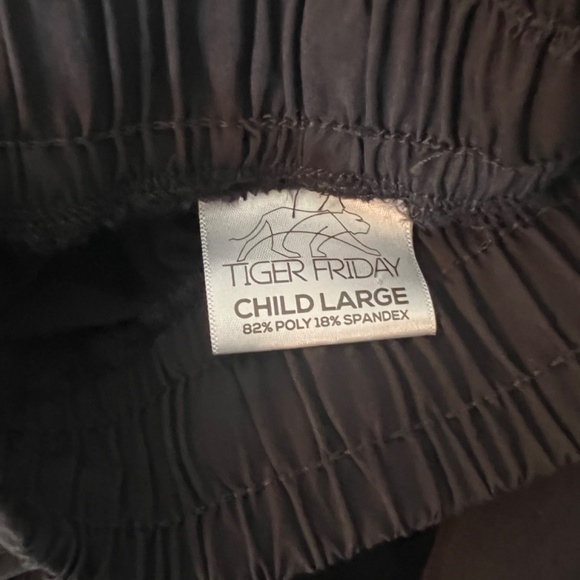 TIGER FRIDAY
CHILD LARGE
82% POLY 18% SPANDEX